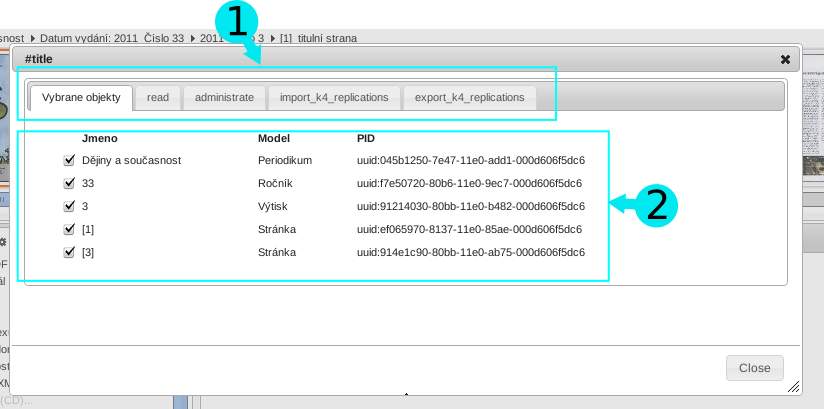 snost Datum vydání: 2011 Číslo 33 2011 3 [1] titulní strana
1
#title
Vybrane objekty read administrate import_k4_replications export_k4_replications
Jmeno Model PID
Dějiny a současnost Periodikum uuid:045b1250-7e47-11e0-add1-000d606f5dc6
33 Ročník uuid:f7e50720-80b6-11e0-9ec7-000d606f5dc6
3 Výtisk uuid:91214030-80bb-11e0-b482-000d606f5dc6
2
[1] Stránka uuid:ef065970-8137-11e0-85ae-000d606f5dc6
[3] Stránka uuid:914e1c90-80bb-11e0-ab75-000d606f5dc6
Close
(CD)...